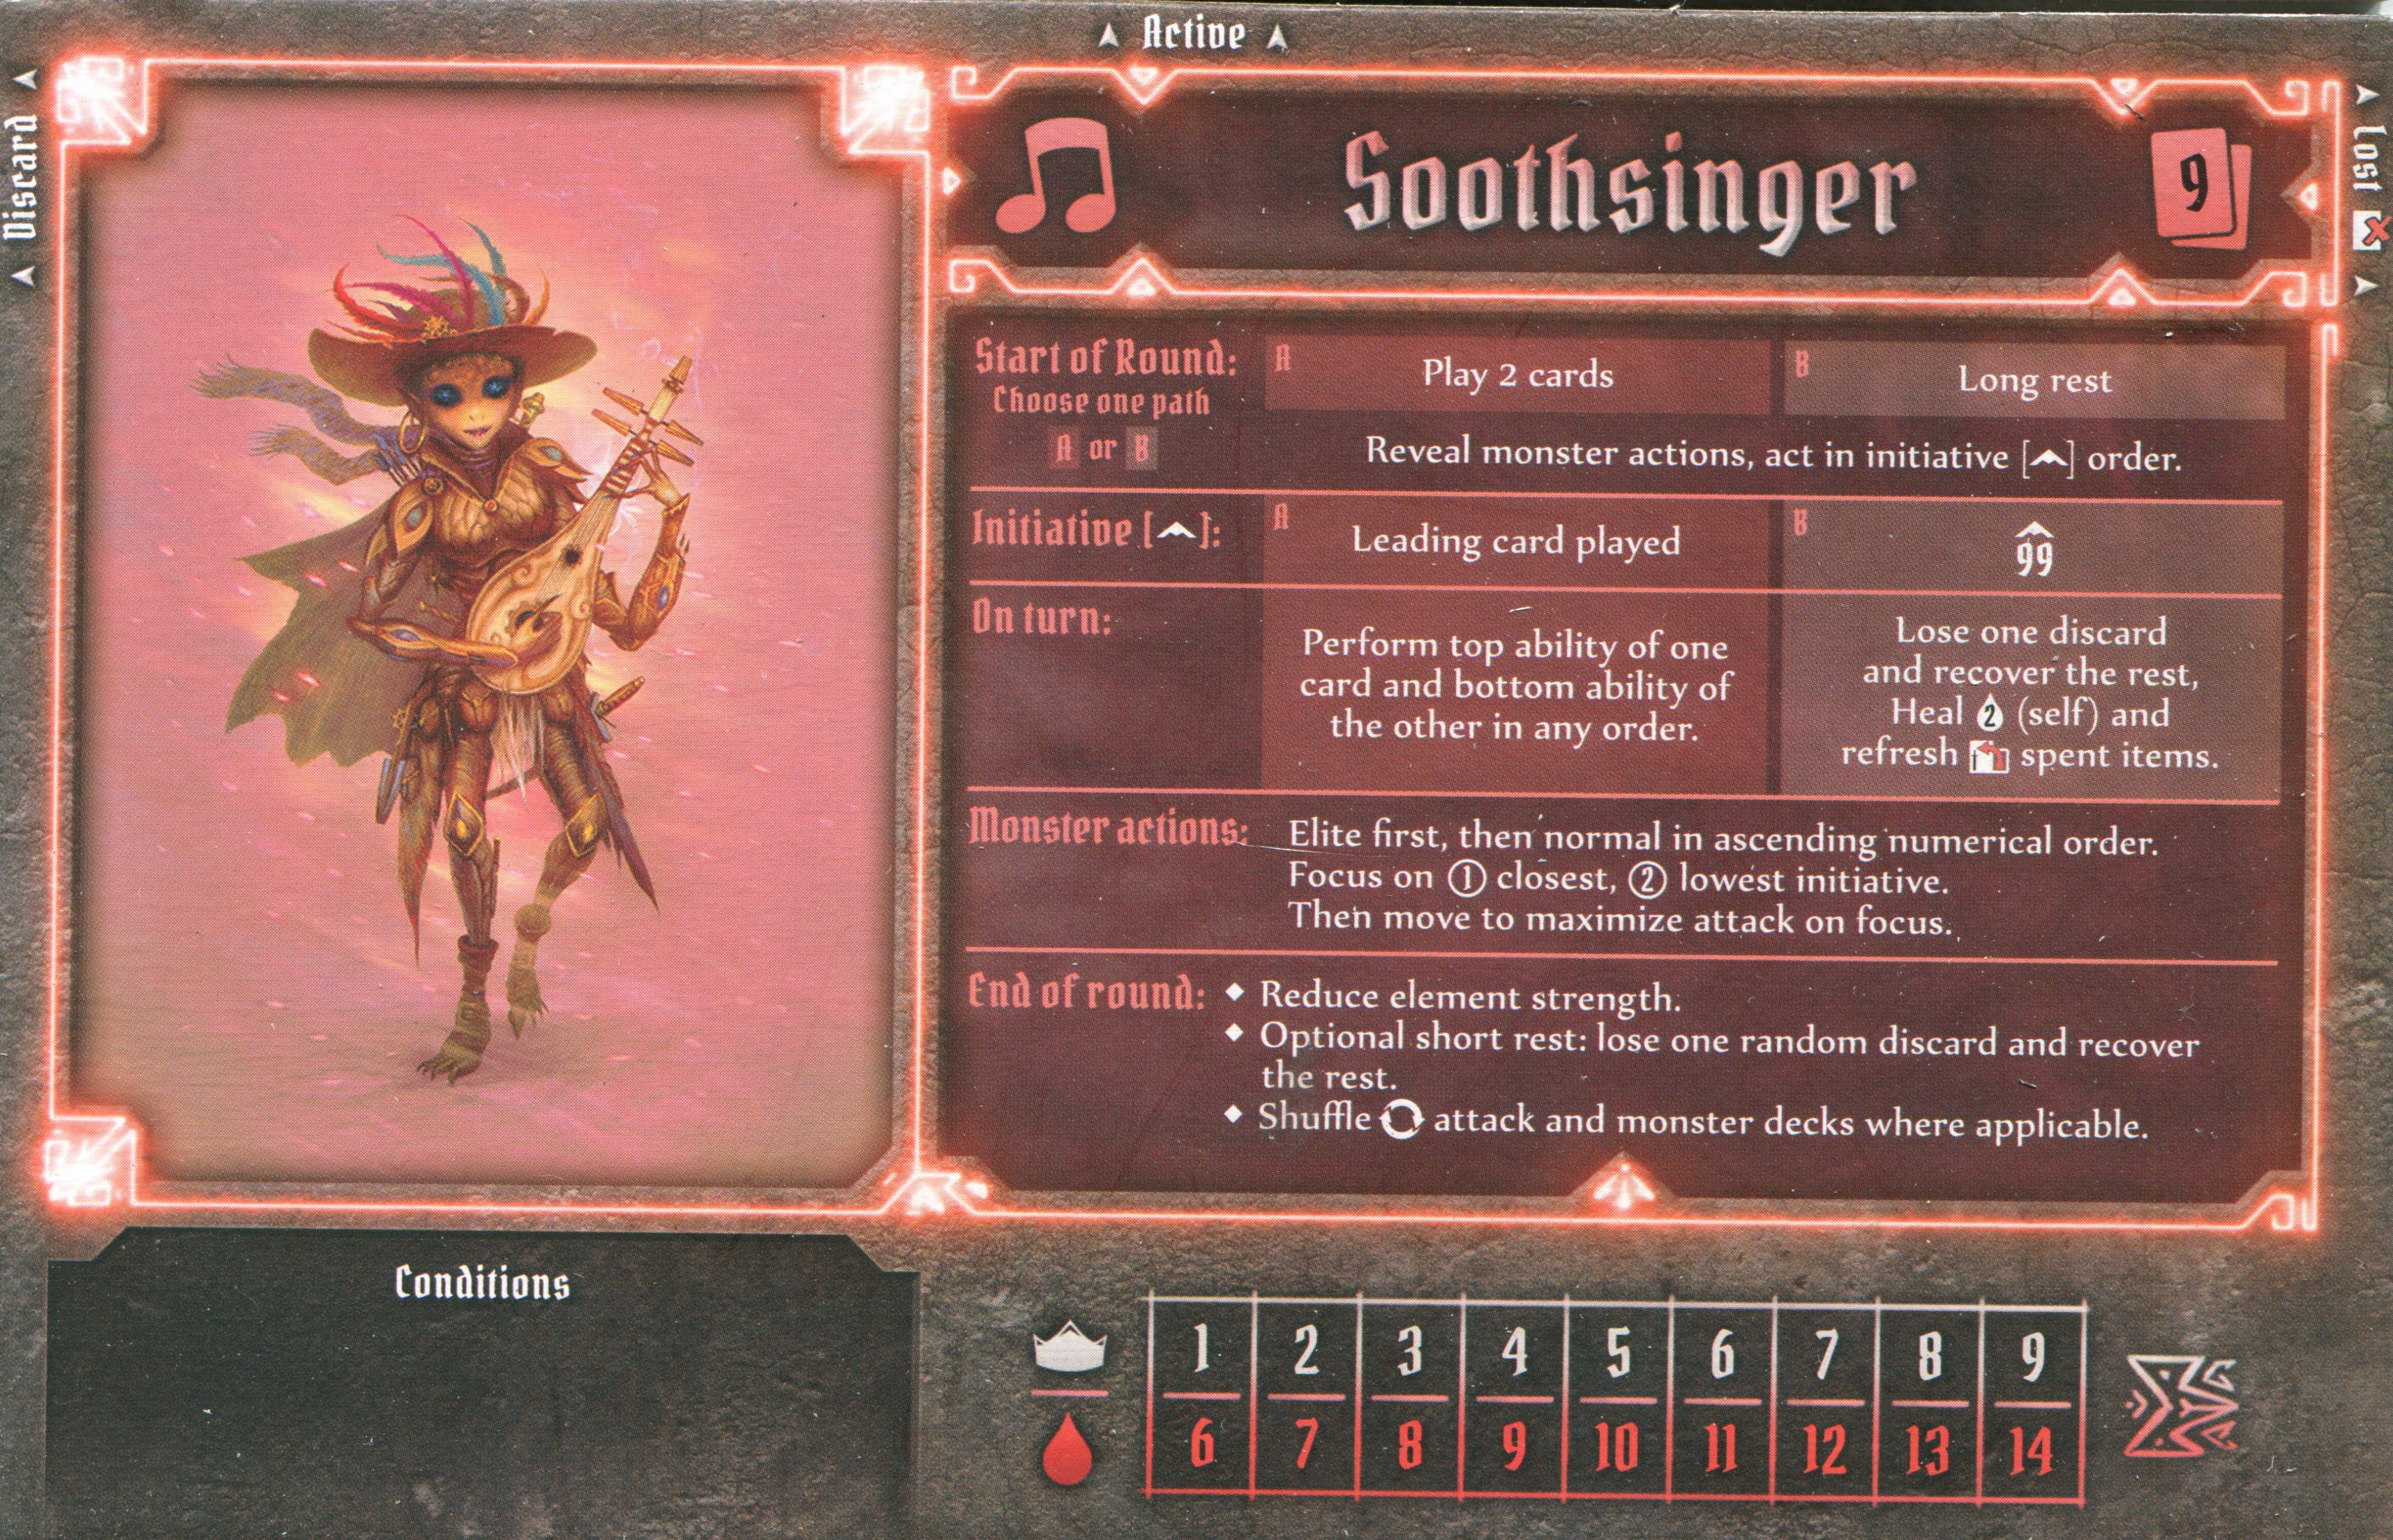 Active
Discard
Lost
Soothsinger
9
Start of Round:
Choose one path
A or B
A
Play 2 cards
B
Long rest
Reveal monster actions, act in initiative [ ] order.
Initiative [ ]:
A
Leading card played
B
99
On turn:
Perform top ability of one
card and bottom ability of
the other in any order.
Lose one discard
and recover the rest,
Heal 2 (self) and
refresh spent items.
Monster actions:
Elite first, then normal in ascending numerical order.
Focus on ① closest, ② lowest initiative.
Then move to maximize attack on focus.
End of round:
◆ Reduce element strength.
◆ Optional short rest: lose one random discard and recover
the rest.
◆ Shuffle attack and monster decks where applicable.
Conditions
1 2 3 4 5 6 7 8 9
6 7 8 9 10 11 12 13 14